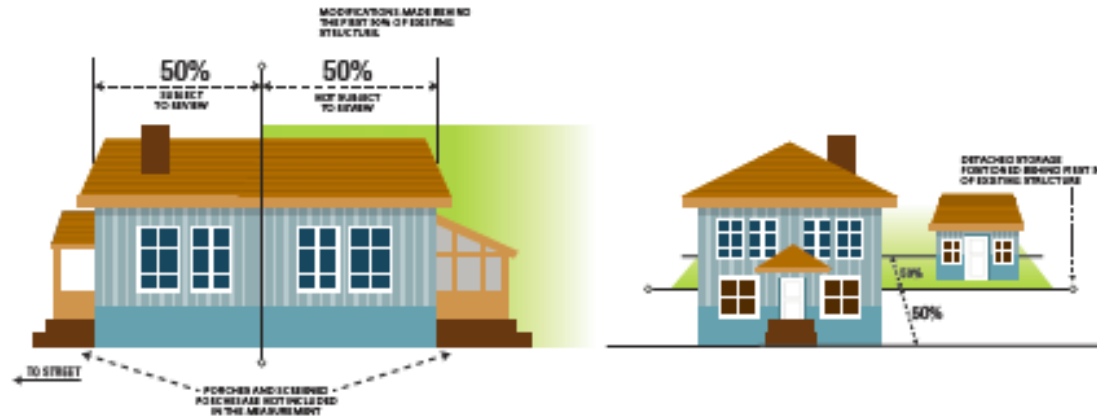 MODIFICATIONS MADE BEHIND
THE FIRST 50% OF EXISTING
STRUCTURE
50%
50%
SUBJECT
TO REVIEW
NOT SUBJECT
TO REVIEW
TO STREET
PORCHES AND SCREENED
PORCHES ARE NOT INCLUDED
IN THE MEASUREMENT
DETACHED STORAGE
POSITIONED BEHIND FIRST
OF EXISTING STRUCTURE
50%
50%